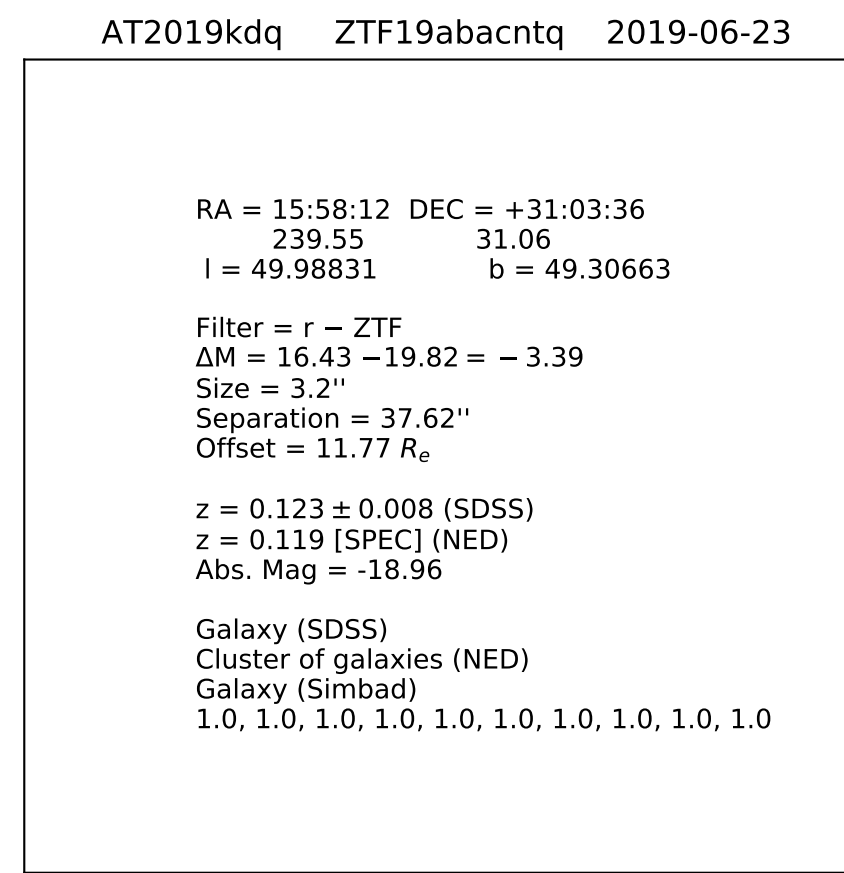 AT2019kdq ZTF19abacntq 2019-06-23
RA = 15:58:12 DEC = +31:03:36
239.55 31.06
l = 49.98831 b = 49.30663
Filter = r − ZTF
ΔM = 16.43 −19.82 = − 3.39
Size = 3.2''
Separation = 37.62''
Offset = 11.77 Re
z = 0.123 ± 0.008 (SDSS)
z = 0.119 [SPEC] (NED)
Abs. Mag = -18.96
Galaxy (SDSS)
Cluster of galaxies (NED)
Galaxy (Simbad)
1.0, 1.0, 1.0, 1.0, 1.0, 1.0, 1.0, 1.0, 1.0, 1.0